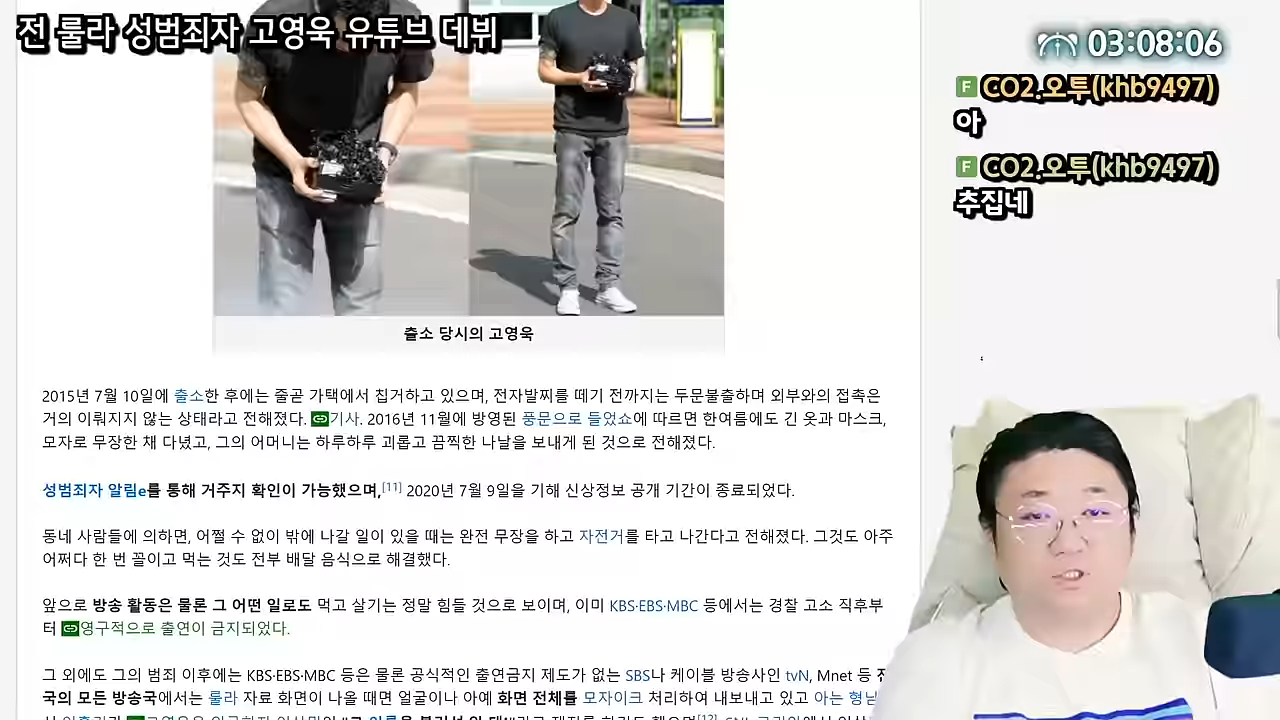 전 룰라 성범죄자 고영욱 유튜브 데뷔
03:08:06
F CO2.오투(khb9497)
아
F CO2.오투(khb9497)
추집네
출소 당시의 고영욱
2015년 7월 10일에 출소한 후에는 줄곧 가택에서 칩거하고 있으며, 전자발찌를 떼기 전까지는 두문불출하며 외부와의 접촉은
거의 이뤄지지 않는 상태라고 전해졌다. 기사. 2016년 11월에 방영된 풍문으로 들었쇼에 따르면 한여름에도 긴 옷과 마스크,
모자로 무장한 채 다녔고, 그의 어머니는 하루하루 괴롭고 끔찍한 나날을 보내게 된 것으로 전해졌다.
성범죄자 알림e를 통해 거주지 확인이 가능했으며,[11] 2020년 7월 9일을 기해 신상정보 공개 기간이 종료되었다.
동네 사람들에 의하면, 어쩔 수 없이 밖에 나갈 일이 있을 때는 완전 무장을 하고 자전거를 타고 나간다고 전해졌다. 그것도 아주
어쩌다 한 번 꼴이고 먹는 것도 전부 배달 음식으로 해결했다.
앞으로 방송 활동은 물론 그 어떤 일로도 먹고 살기는 정말 힘들 것으로 보이며, 이미 KBS·EBS·MBC 등에서는 경찰 고소 직후부
터 영구적으로 출연이 금지되었다.
그 외에도 그의 범죄 이후에는 KBS·EBS·MBC 등은 물론 공식적인 출연금지 제도가 없는 SBS나 케이블 방송사인 tvN, Mnet 등 전
국의 모든 방송국에서는 룰라 자료 화면이 나올 때면 얼굴이나 아예 화면 전체를 모자이크 처리하여 내보내고 있고 아는 형님